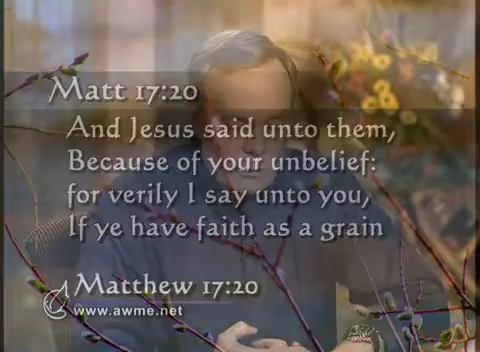 Matt 17:20
And Jesus said unto them,
Because of your unbelief:
for verily I say unto you,
If ye have faith as a grain
Matthew 17:20
www.awme.net